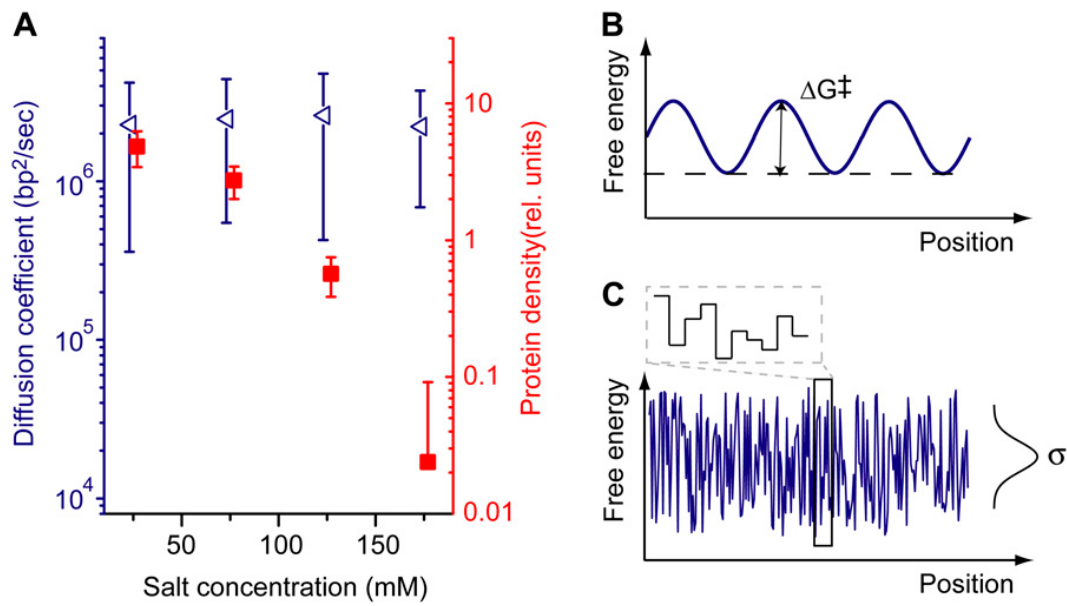 A
Diffusion coefficient (bp²/sec)
10⁶
10⁵
10⁴
50
100
150
Salt concentration (mM)
10
1
0.1
0.01
Protein density(rel. units)
B
Free energy
ΔG‡
Position
C
Free energy
σ
Position